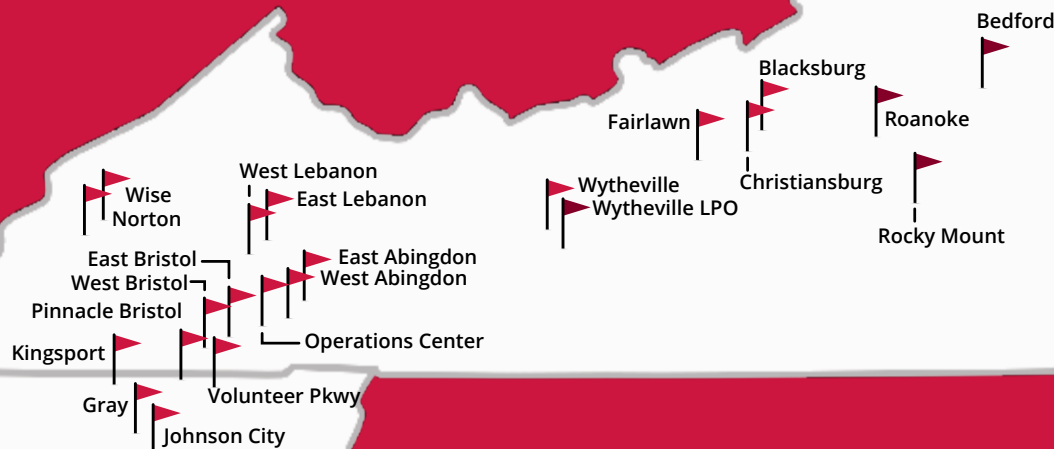 Bedford
Blacksburg
Roanoke
Fairlawn
Christiansburg
Rocky Mount
Wytheville
Wytheville LPO
West Lebanon
East Lebanon
Wise
Norton
East Bristol
East Abingdon
West Bristol
West Abingdon
Pinnacle Bristol
Operations Center
Kingsport
Volunteer Pkwy
Gray
Johnson City